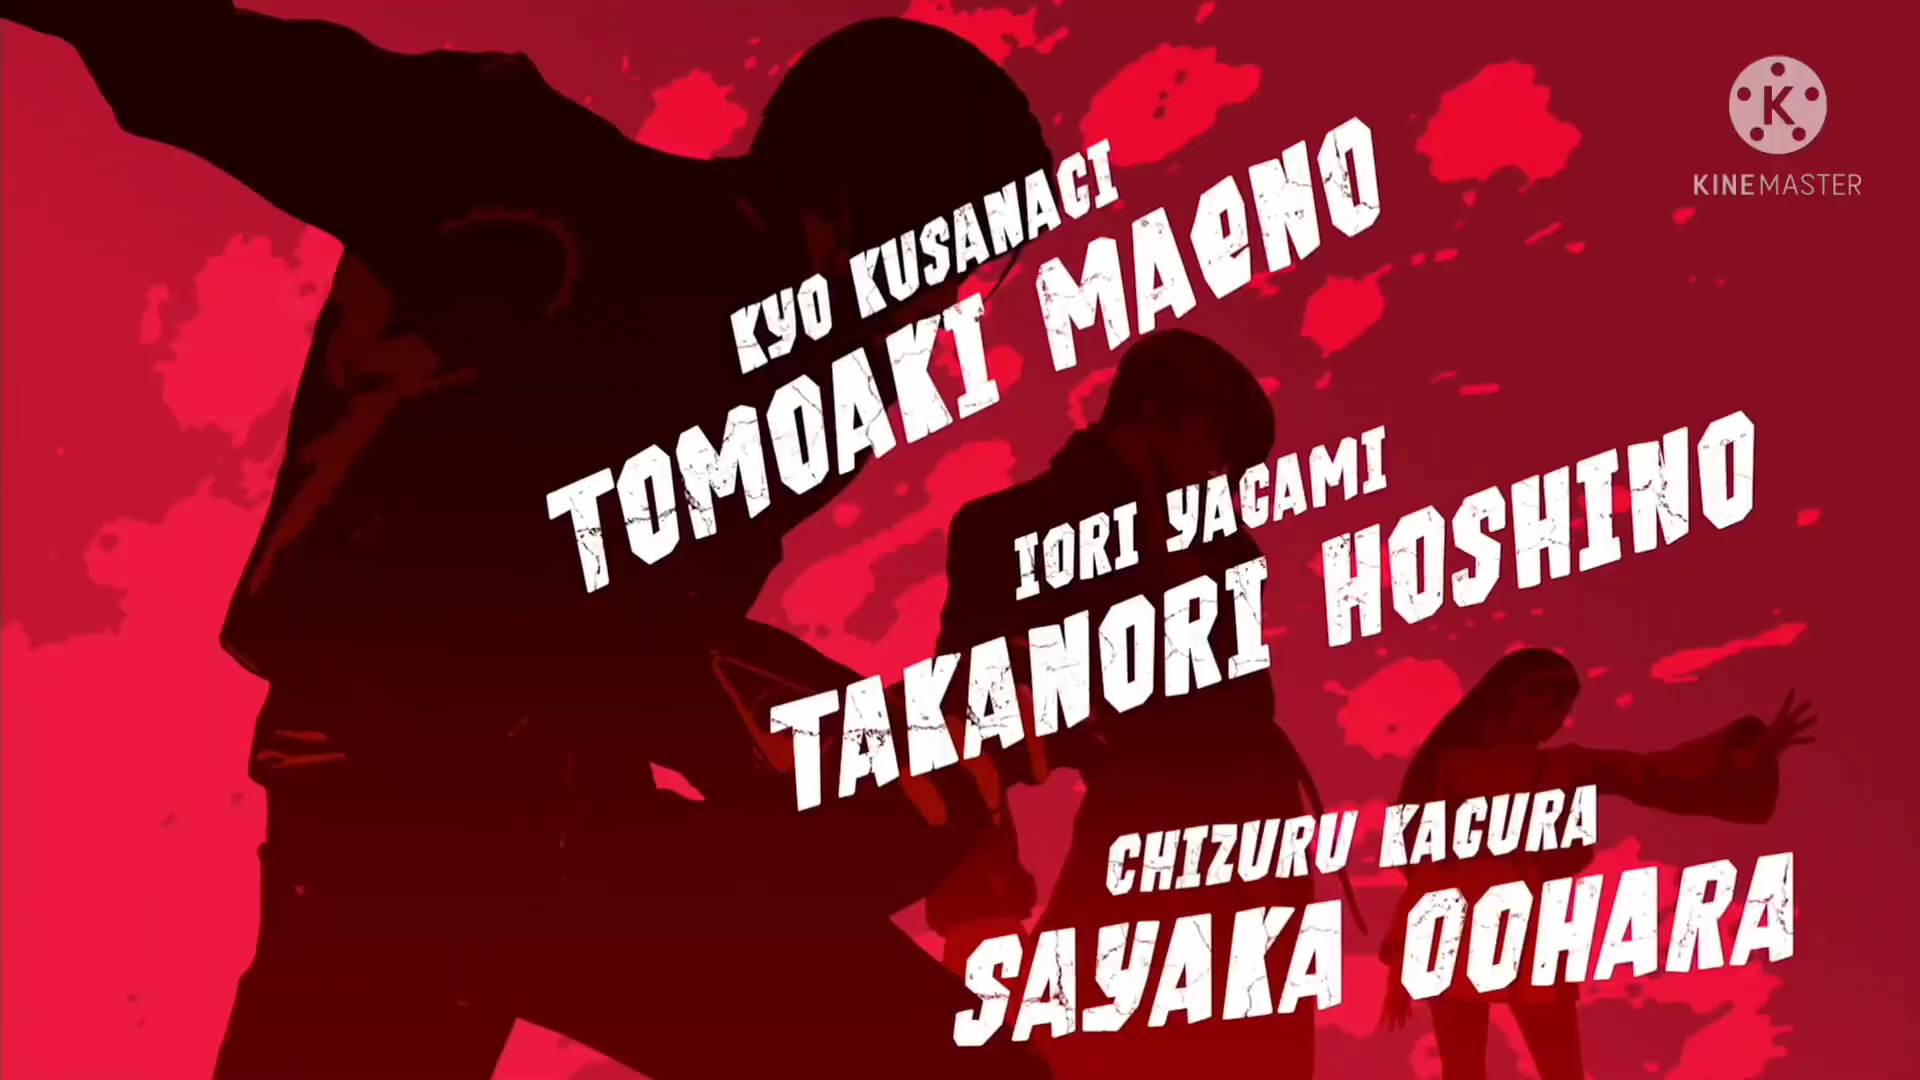 K
KINEMASTER
KYO KUSANAGI
TOMOAKI MAeNO
IORI YAGAMI
TAKANORI HOSHINO
CHIZURU KAGURA
SAYAKA OOHARA